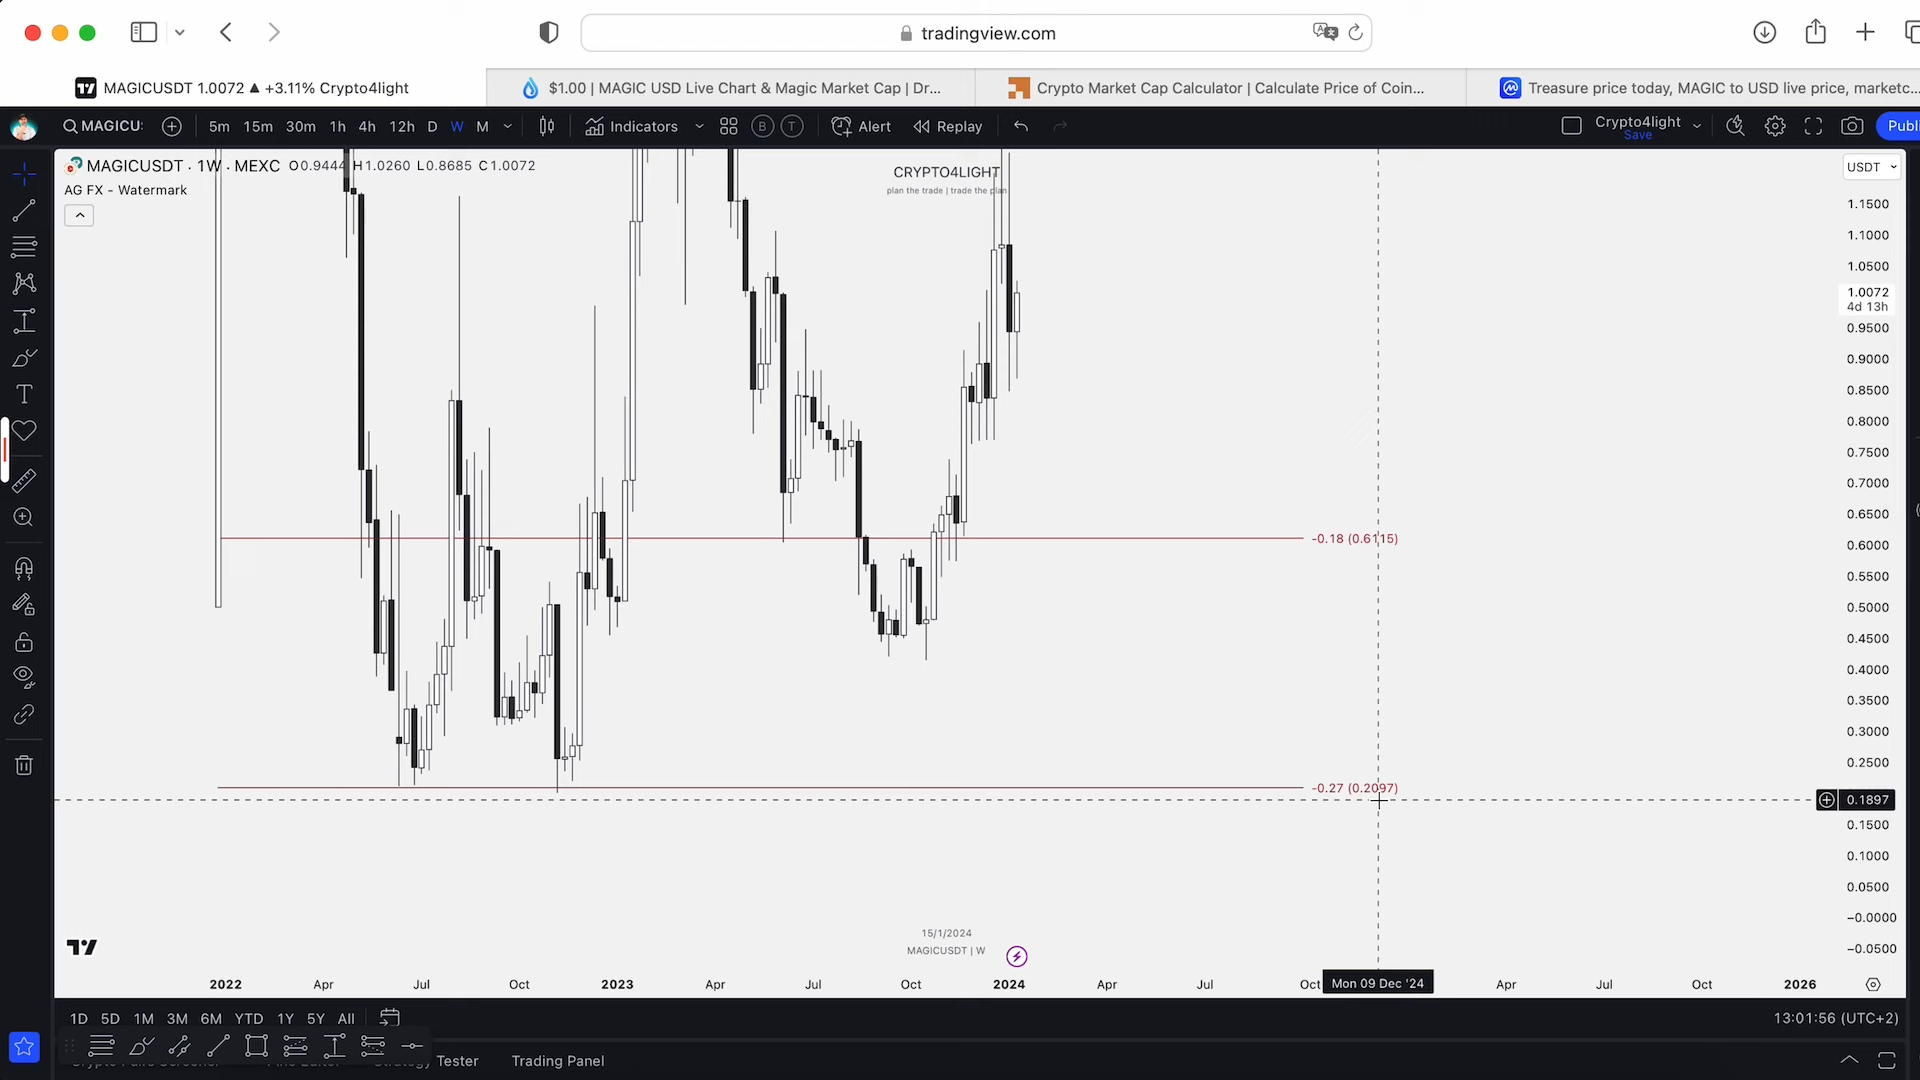 tradingview.com
MAGICUSDT 1.0072 ▲ +3.11% Crypto4light
$1.00 | MAGIC USD Live Chart & Magic Market Cap | Dr...
Crypto Market Cap Calculator | Calculate Price of Coin...
Treasure price today, MAGIC to USD live price, marketc...
MAGICU: 5m 15m 30m 1h 4h 12h D W M Indicators B T Alert Replay Crypto4light Save Publi
MAGICUSDT · 1W · MEXC O0.9444 H1.0260 L0.8685 C1.0072
AG FX - Watermark
CRYPTO4LIGHT
plan the trade | trade the plan
USDT
1.1500
1.1000
1.0500
1.0072
4d 13h
0.9500
0.9000
0.8500
0.8000
0.7500
0.7000
0.6500
-0.18 (0.6115)
0.6000
0.5500
0.5000
0.4500
0.4000
0.3500
0.3000
0.2500
-0.27 (0.2097)
0.1897
0.1500
0.1000
0.0500
−0.0000
−0.0500
15/1/2024
MAGICUSDT | W
2022 Apr Jul Oct 2023 Apr Jul Oct 2024 Apr Jul Oct Mon 09 Dec '24 Apr Jul Oct 2026
1D 5D 1M 3M 6M YTD 1Y 5Y All
13:01:56 (UTC+2)
Tester Trading Panel